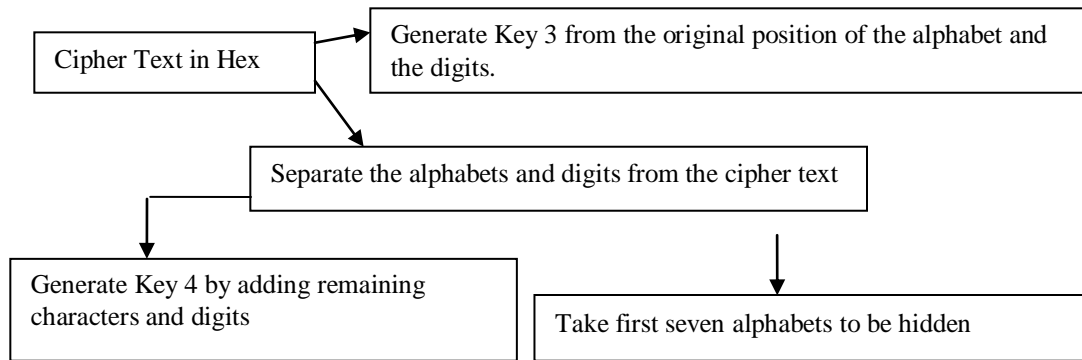 Cipher Text in Hex
Generate Key 3 from the original position of the alphabet and
the digits.
Separate the alphabets and digits from the cipher text
Generate Key 4 by adding remaining
characters and digits
Take first seven alphabets to be hidden